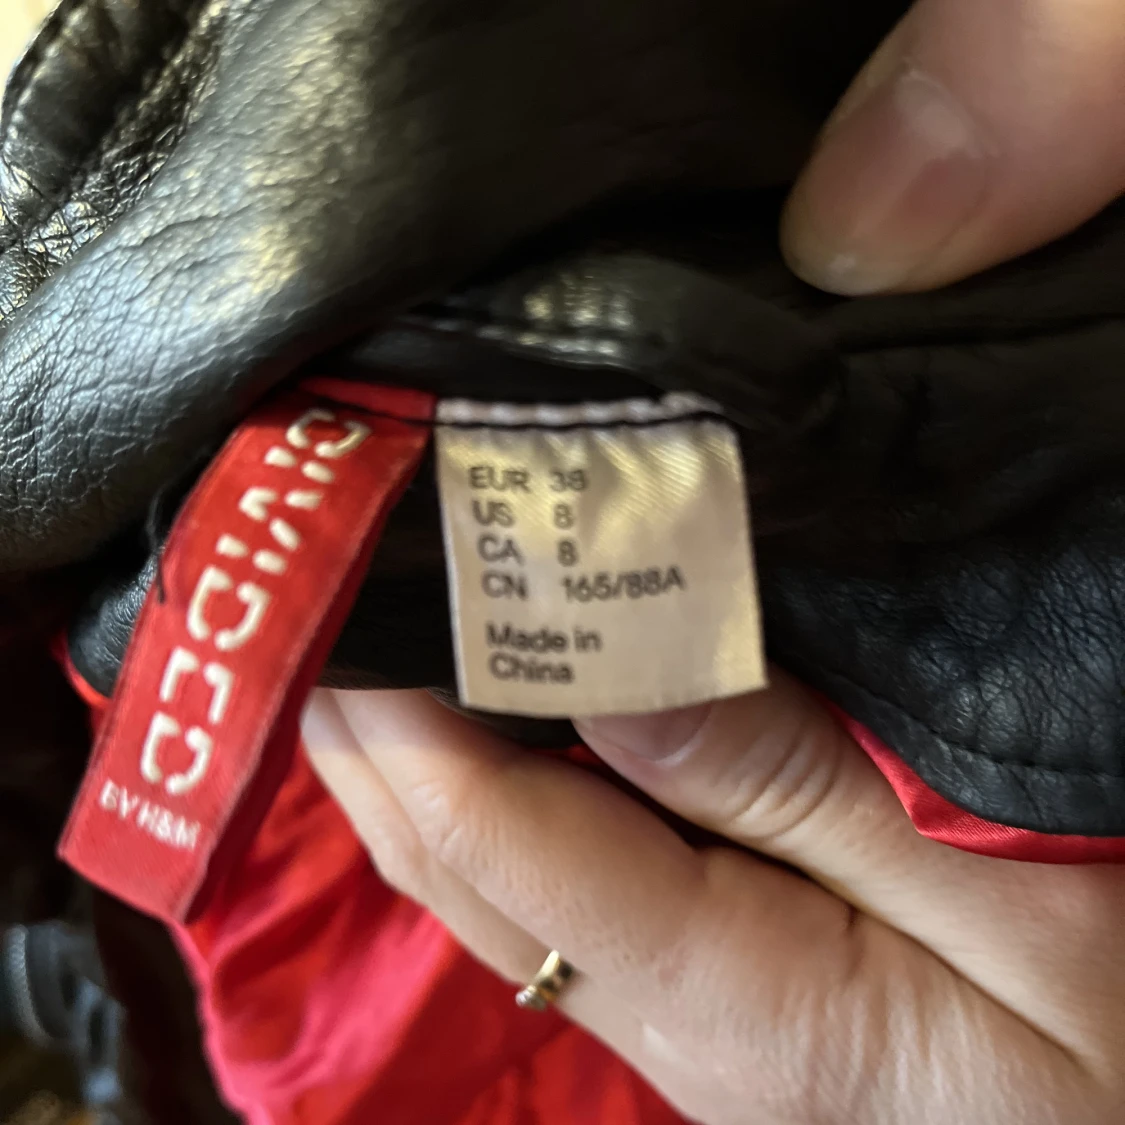 DIVIDED
BY H&M
EUR 38
US 8
CA 8
CN 165/88A
Made in
China